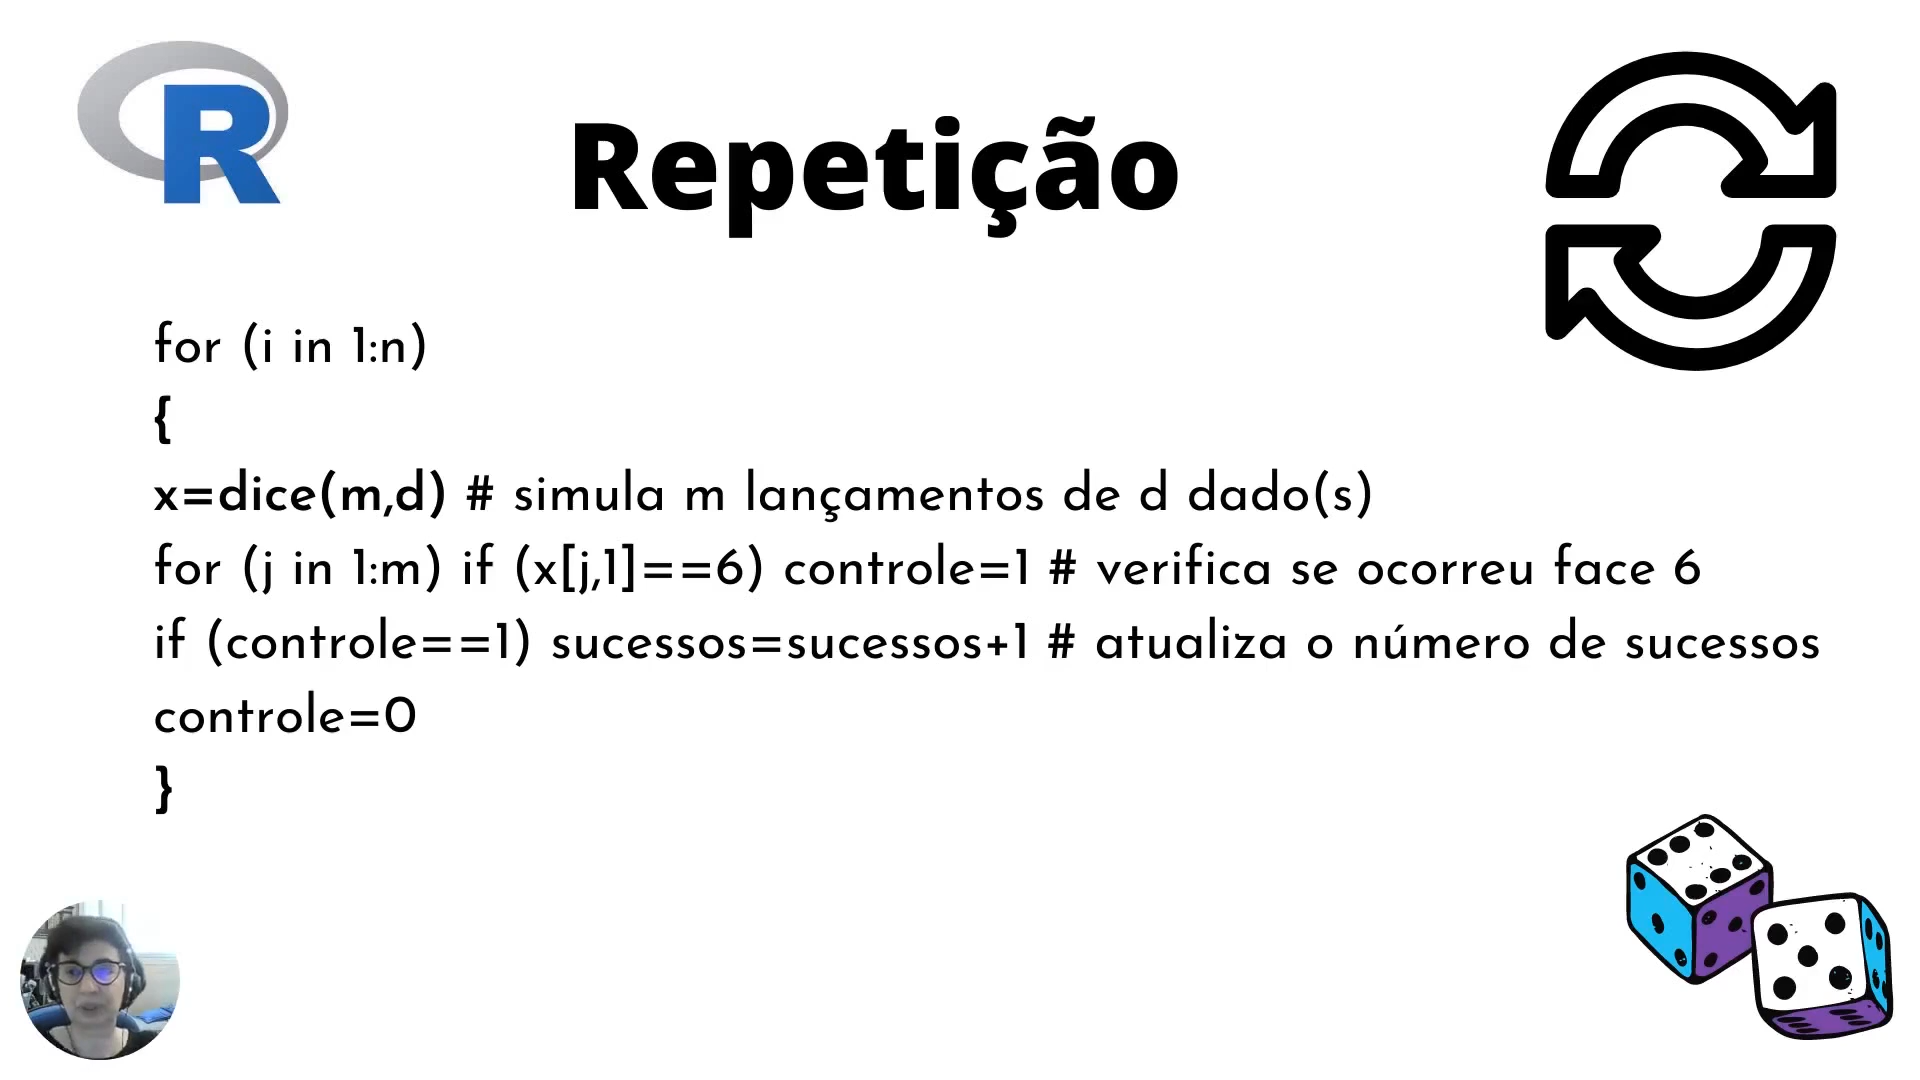 R
Repetição
for (i in 1:n)
{
x=dice(m,d) # simula m lançamentos de d dado(s)
for (j in 1:m) if (x[j,1]==6) controle=1 # verifica se ocorreu face 6
if (controle==1) sucessos=sucessos+1 # atualiza o número de sucessos
controle=0
}